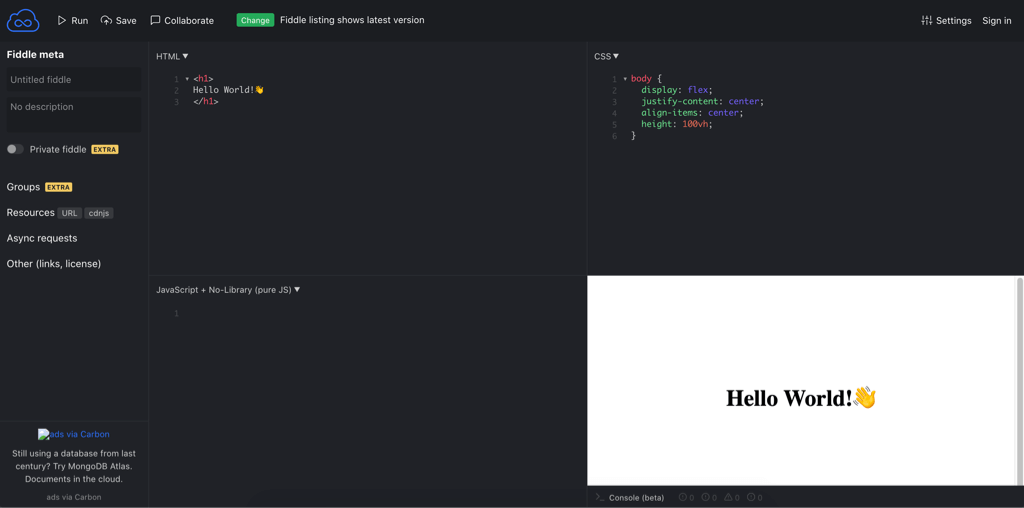 Run Save Collaborate Change Fiddle listing shows latest version Settings Sign in
Fiddle meta
Untitled fiddle
No description
Private fiddle EXTRA
Groups EXTRA
Resources URL cdnjs
Async requests
Other (links, license)
ads via Carbon
Still using a database from last
century? Try MongoDB Atlas.
Documents in the cloud.
ads via Carbon
HTML ▼
1 ▾ <h1>
2 Hello World!👋
3 </h1>
CSS ▼
1 ▾ body {
2 display: flex;
3 justify-content: center;
4 align-items: center;
5 height: 100vh;
6 }
JavaScript + No-Library (pure JS) ▼
1
Hello World!👋
>_ Console (beta) 0 0 0 0